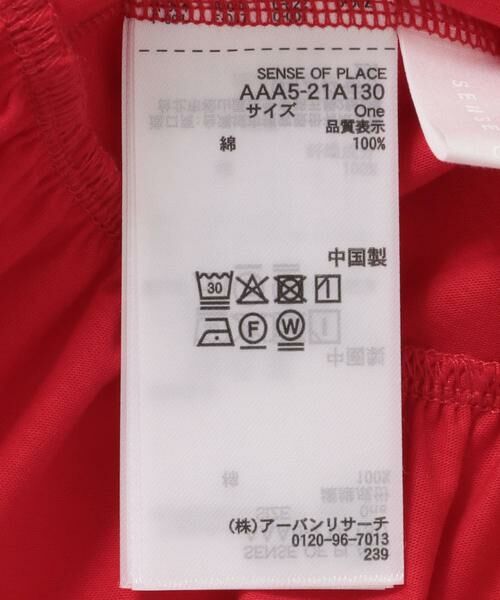 SENSE OF PLACE
AAA5-21A130
サイズ One
品質表示
綿 100%
中国製
30
F W
(株)アーバンリサーチ
0120-96-7013
239